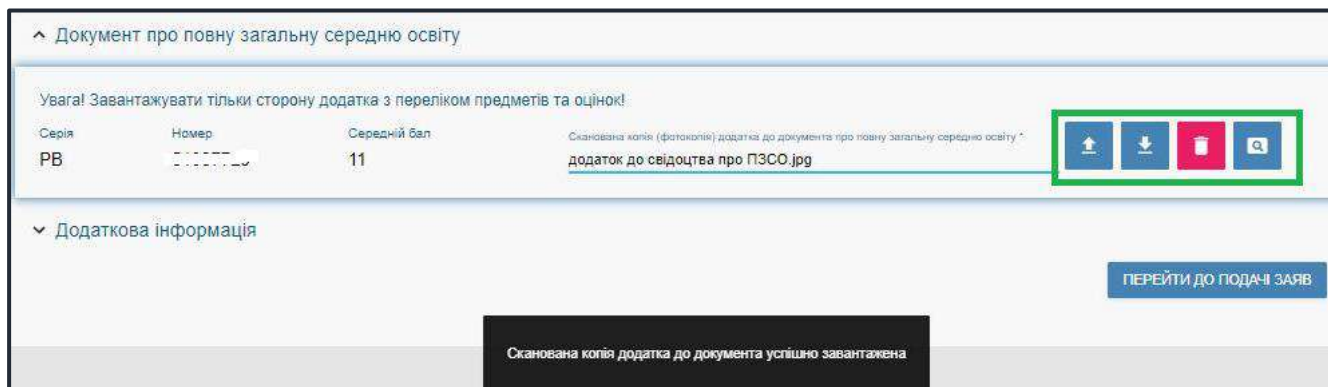 Документ про повну загальну середню освіту
Увага! Завантажувати тільки сторону додатка з переліком предметів та оцінок!
Серія Номер Середній бал Сканована копія (фотокопія) додатка до документа про повну загальну середню освіту *
РВ 11 додаток до свідоцтва про ПЗСО.jpg
Додаткова інформація
ПЕРЕЙТИ ДО ПОДАЧІ ЗАЯВ
Сканована копія додатка до документа успішно завантажена